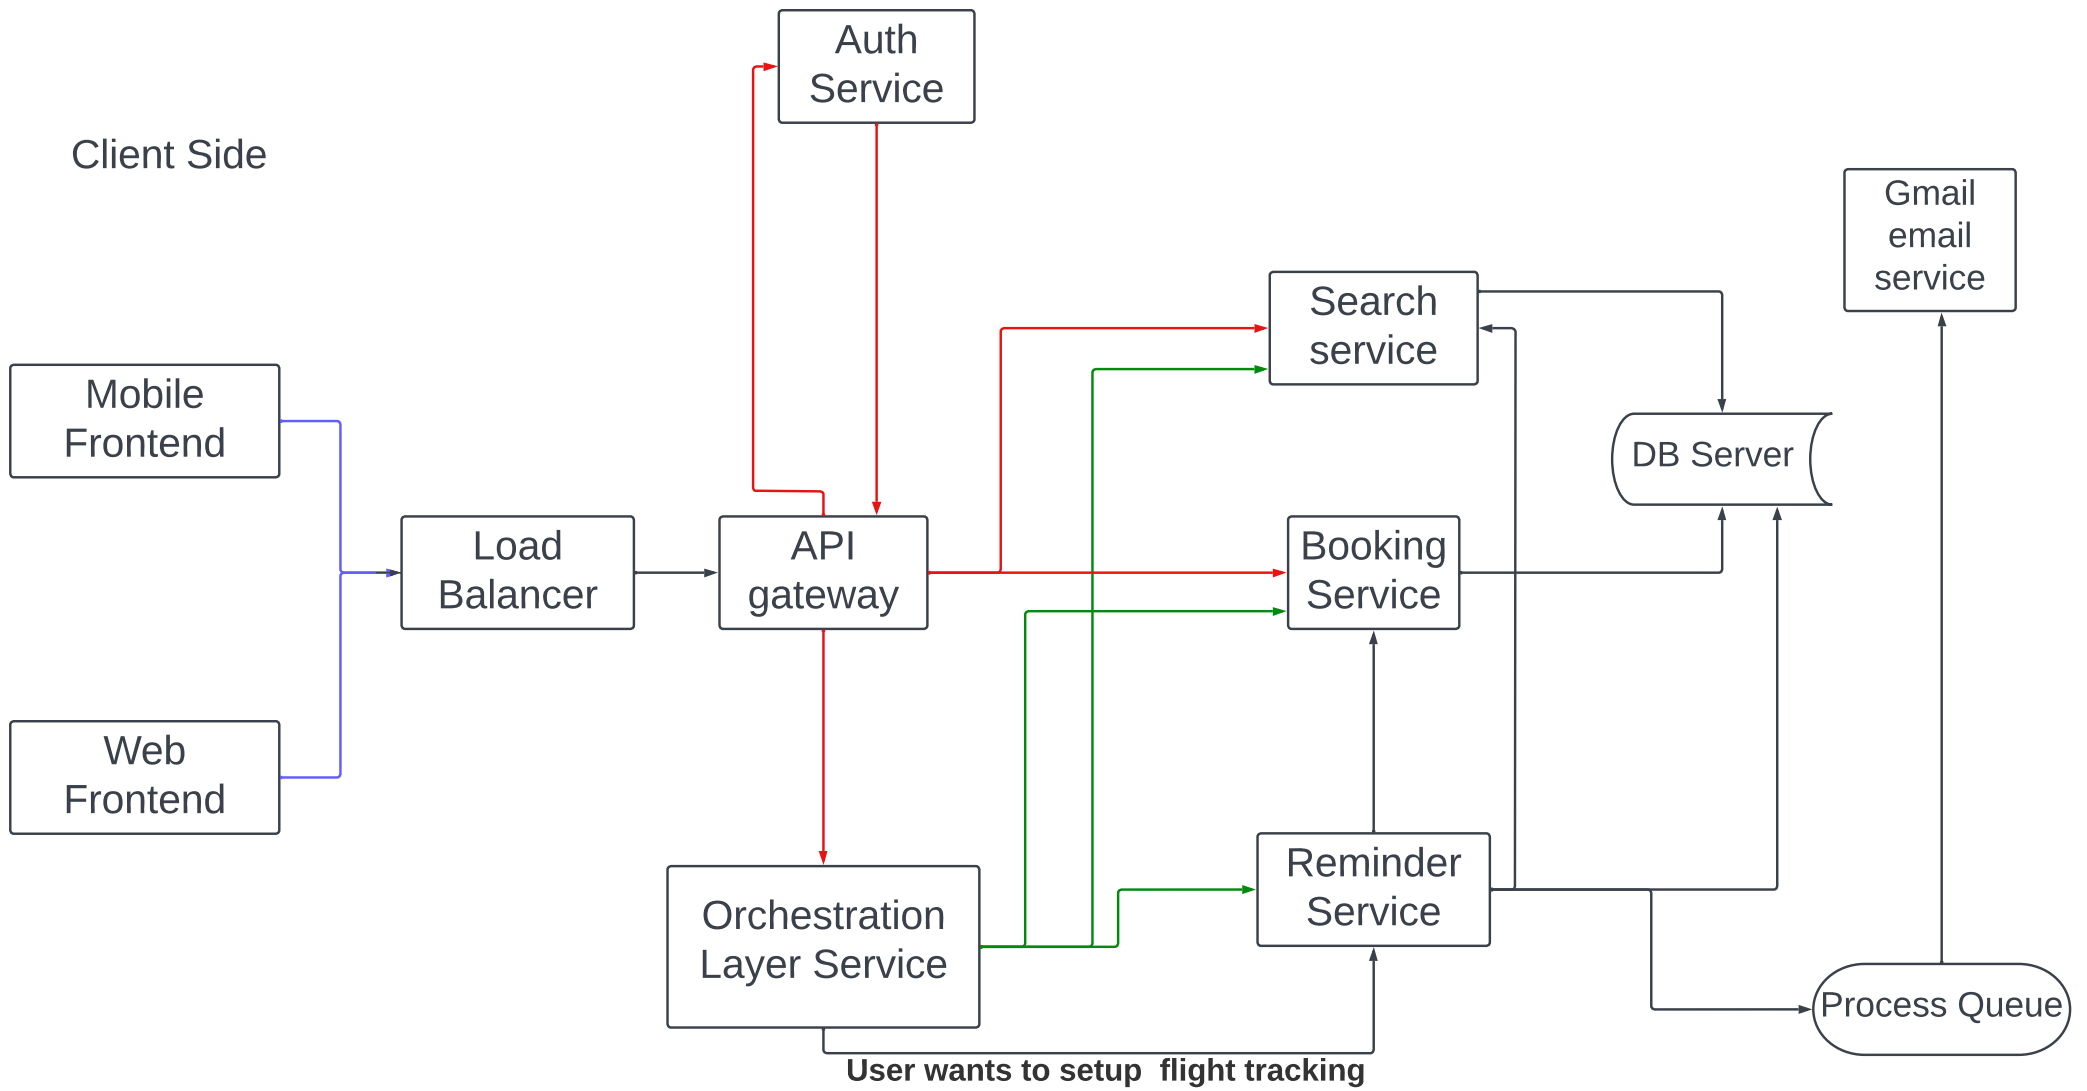 Auth
Service
Client Side
Gmail
email
service
Search
service
Mobile
Frontend
DB Server
Load
Balancer
API
gateway
Booking
Service
Web
Frontend
Reminder
Service
Orchestration
Layer Service
Process Queue
User wants to setup  flight tracking